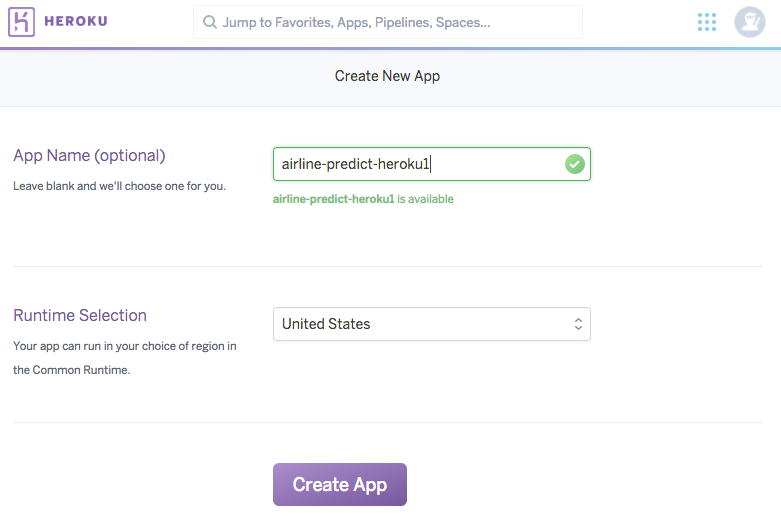 HEROKU
Jump to Favorites, Apps, Pipelines, Spaces...
Create New App
App Name (optional)
Leave blank and we'll choose one for you.
airline-predict-heroku1
airline-predict-heroku1 is available
Runtime Selection
Your app can run in your choice of region in
the Common Runtime.
United States
Create App